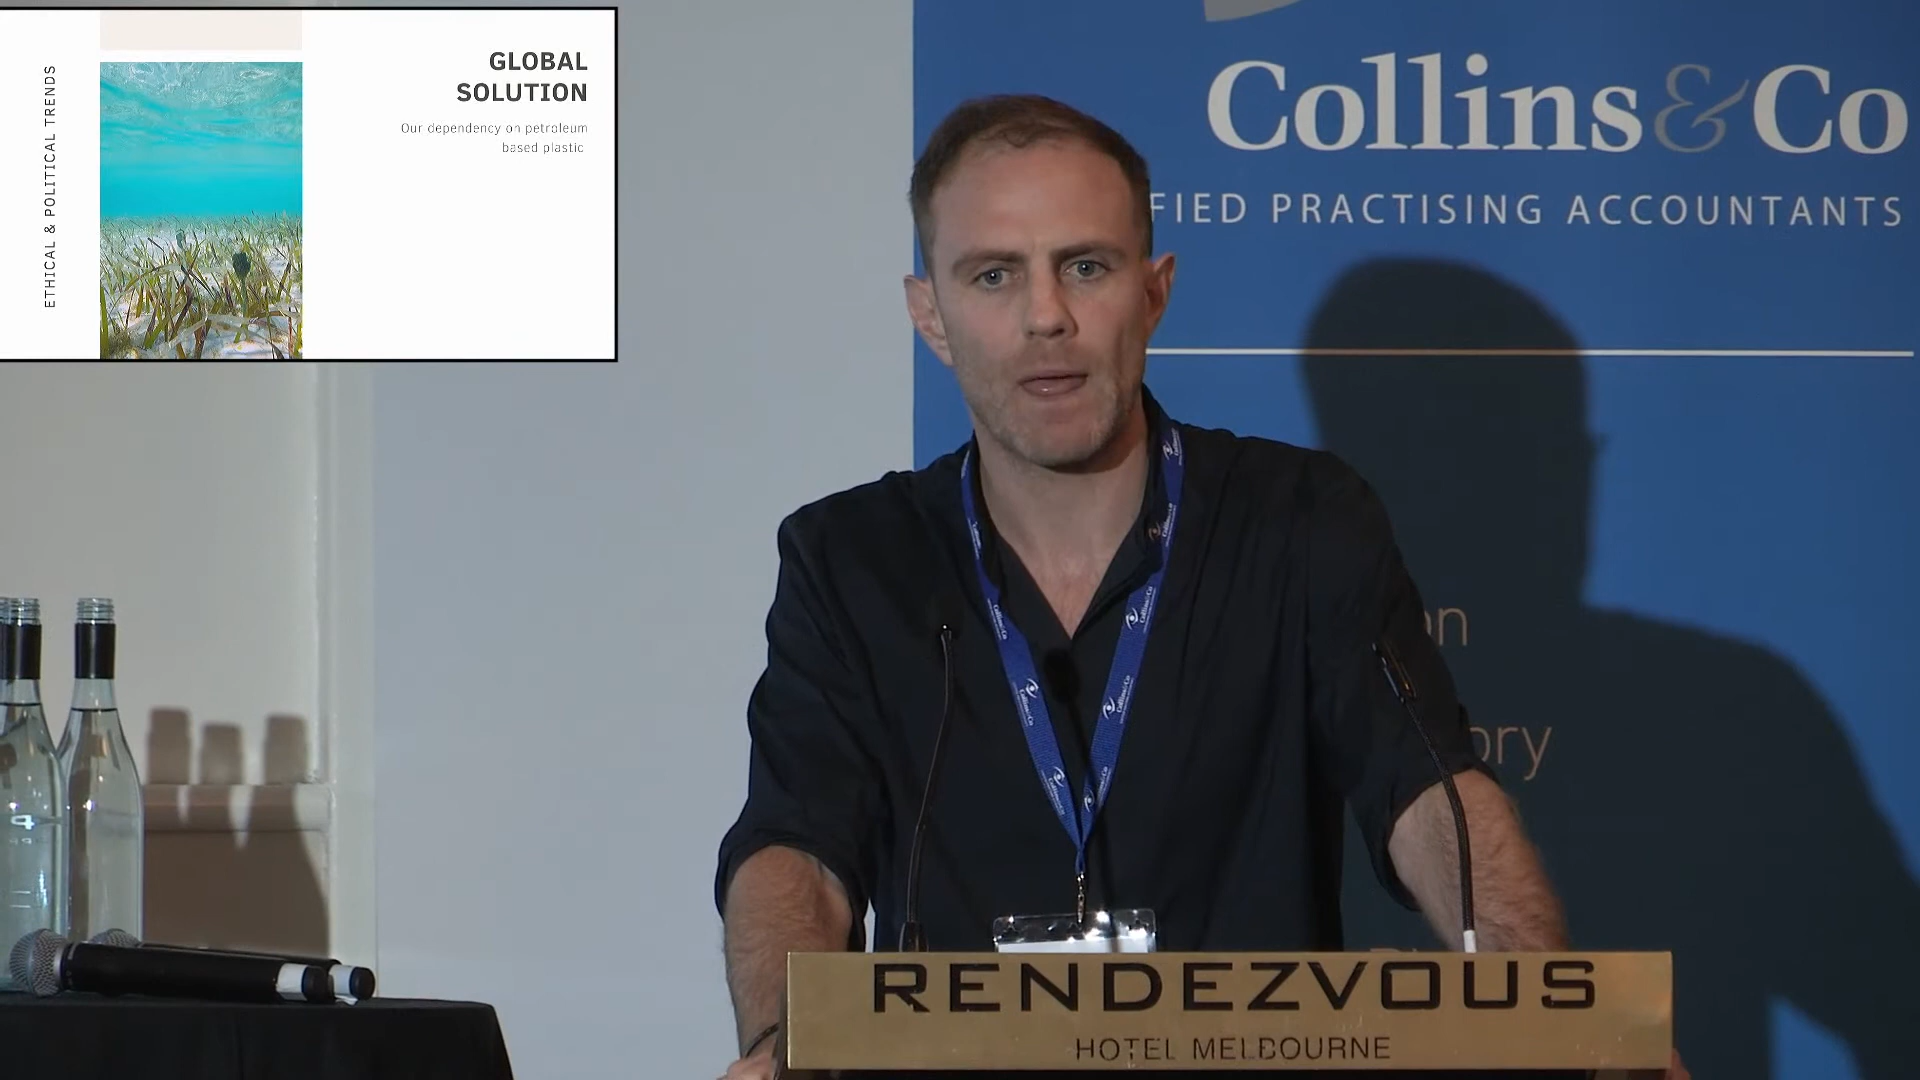 ETHICAL & POLITICAL TRENDS
GLOBAL
SOLUTION
Our dependency on petroleum
based plastic
Collins&Co
FIED PRACTISING ACCOUNTANTS
RENDEZVOUS
HOTEL MELBOURNE